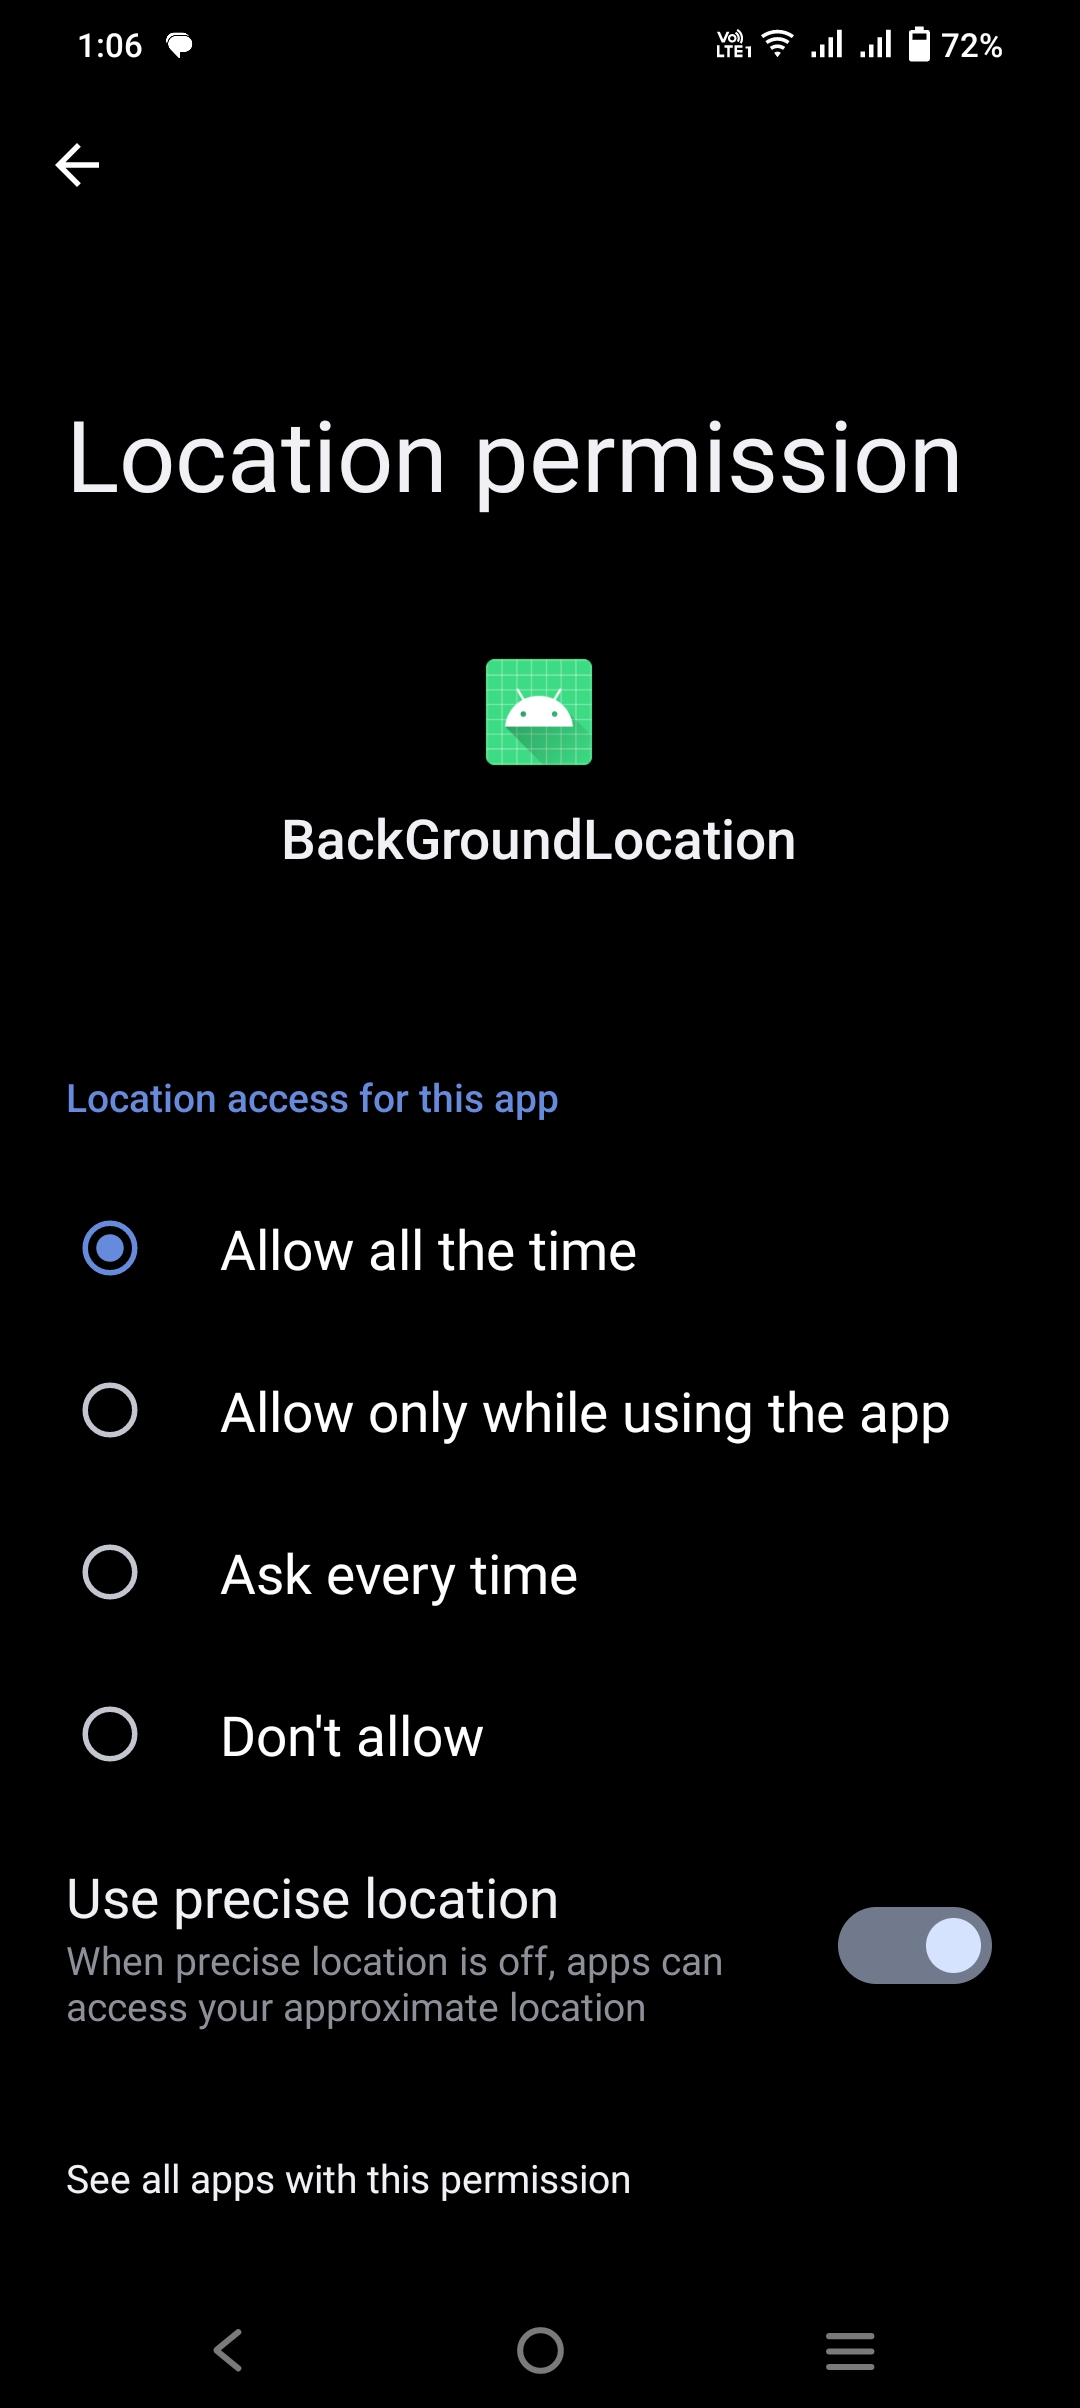 1:06
Vo)) LTE1 72%
Location permission
BackGroundLocation
Location access for this app
Allow all the time
Allow only while using the app
Ask every time
Don't allow
Use precise location
When precise location is off, apps can
access your approximate location
See all apps with this permission